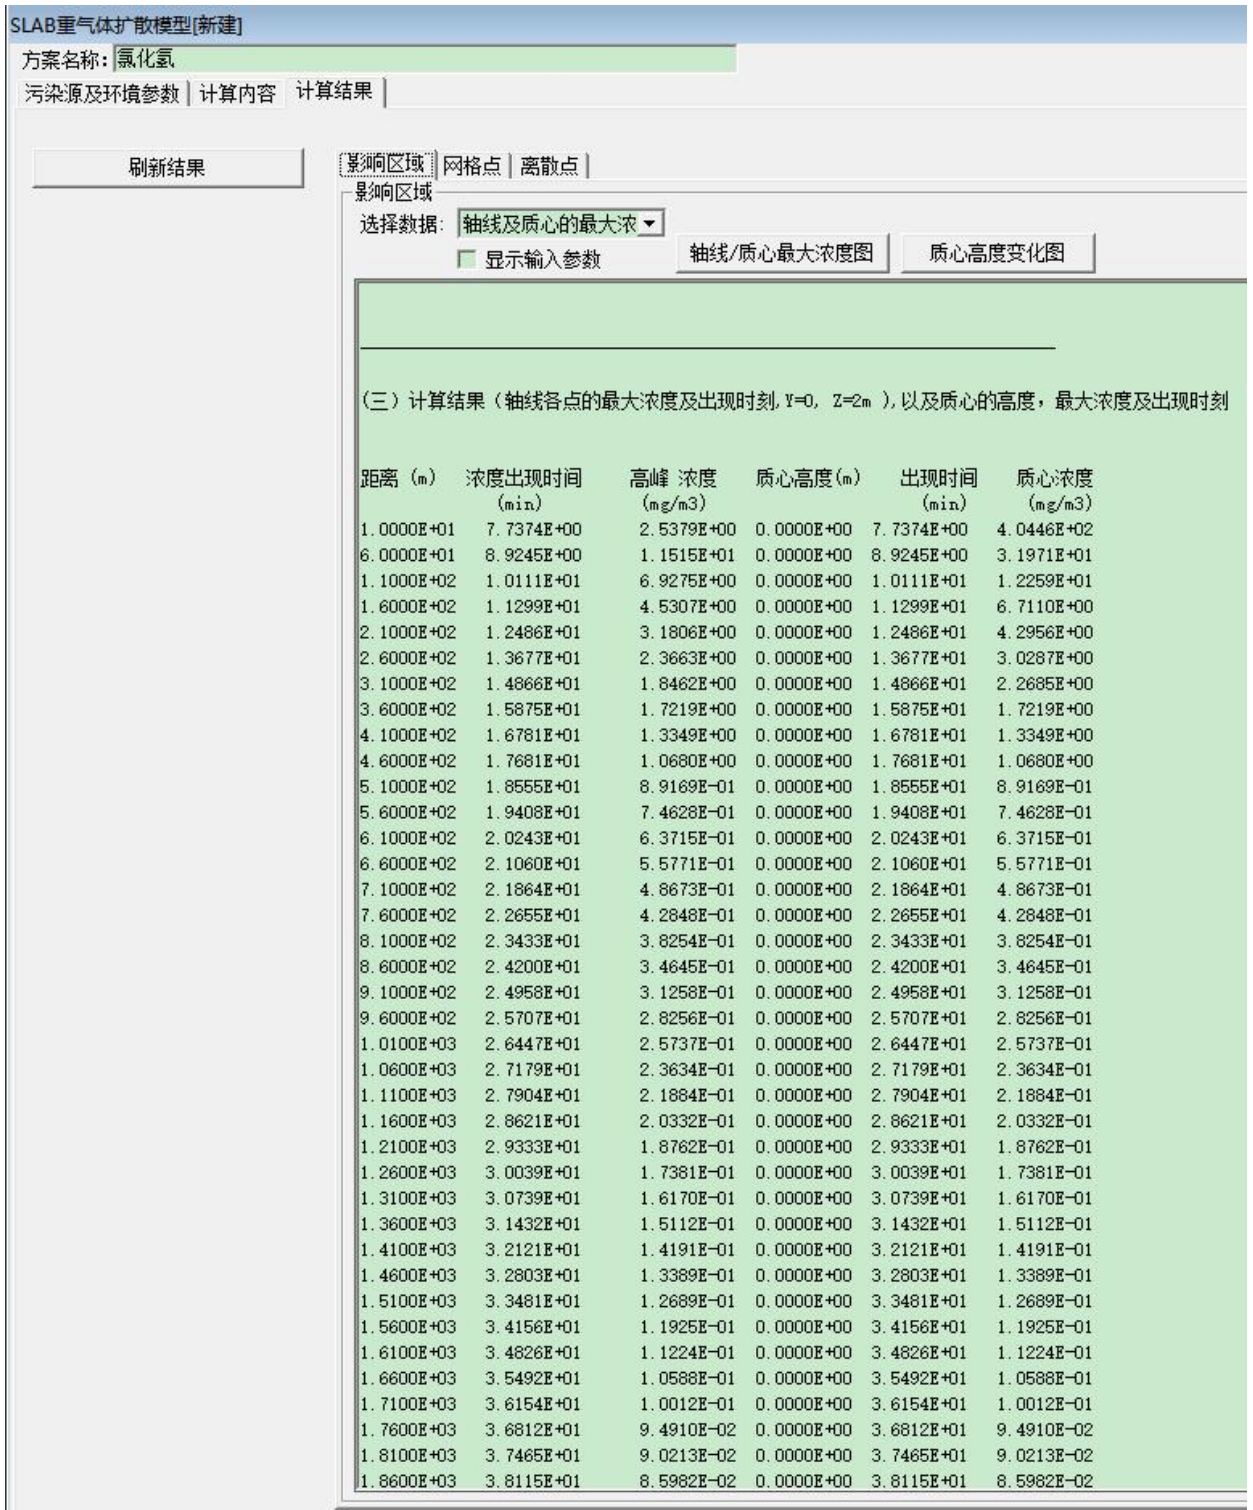 SLAB重气体扩散模型[新建]
方案名称: 氯化氢
污染源及环境参数 计算内容 计算结果
刷新结果
影响区域 网格点 离散点
影响区域
选择数据: 轴线及质心的最大浓
显示输入参数 轴线/质心最大浓度图 质心高度变化图
(三)计算结果(轴线各点的最大浓度及出现时刻,Y=0, Z=2m ),以及质心的高度，最大浓度及出现时刻
距离 (m) 浓度出现时间 高峰 浓度 质心高度(m) 出现时间 质心浓度
(min) (mg/m3) (min) (mg/m3)
1.0000E+01 7.7374E+00 2.5379E+00 0.0000E+00 7.7374E+00 4.0446E+02
6.0000E+01 8.9245E+00 1.1515E+01 0.0000E+00 8.9245E+00 3.1971E+01
1.1000E+02 1.0111E+01 6.9275E+00 0.0000E+00 1.0111E+01 1.2259E+01
1.6000E+02 1.1299E+01 4.5307E+00 0.0000E+00 1.1299E+01 6.7110E+00
2.1000E+02 1.2486E+01 3.1806E+00 0.0000E+00 1.2486E+01 4.2956E+00
2.6000E+02 1.3677E+01 2.3663E+00 0.0000E+00 1.3677E+01 3.0287E+00
3.1000E+02 1.4866E+01 1.8462E+00 0.0000E+00 1.4866E+01 2.2685E+00
3.6000E+02 1.5875E+01 1.7219E+00 0.0000E+00 1.5875E+01 1.7219E+00
4.1000E+02 1.6781E+01 1.3349E+00 0.0000E+00 1.6781E+01 1.3349E+00
4.6000E+02 1.7681E+01 1.0680E+00 0.0000E+00 1.7681E+01 1.0680E+00
5.1000E+02 1.8555E+01 8.9169E-01 0.0000E+00 1.8555E+01 8.9169E-01
5.6000E+02 1.9408E+01 7.4628E-01 0.0000E+00 1.9408E+01 7.4628E-01
6.1000E+02 2.0243E+01 6.3715E-01 0.0000E+00 2.0243E+01 6.3715E-01
6.6000E+02 2.1060E+01 5.5771E-01 0.0000E+00 2.1060E+01 5.5771E-01
7.1000E+02 2.1864E+01 4.8673E-01 0.0000E+00 2.1864E+01 4.8673E-01
7.6000E+02 2.2655E+01 4.2848E-01 0.0000E+00 2.2655E+01 4.2848E-01
8.1000E+02 2.3433E+01 3.8254E-01 0.0000E+00 2.3433E+01 3.8254E-01
8.6000E+02 2.4200E+01 3.4645E-01 0.0000E+00 2.4200E+01 3.4645E-01
9.1000E+02 2.4958E+01 3.1258E-01 0.0000E+00 2.4958E+01 3.1258E-01
9.6000E+02 2.5707E+01 2.8256E-01 0.0000E+00 2.5707E+01 2.8256E-01
1.0100E+03 2.6447E+01 2.5737E-01 0.0000E+00 2.6447E+01 2.5737E-01
1.0600E+03 2.7179E+01 2.3634E-01 0.0000E+00 2.7179E+01 2.3634E-01
1.1100E+03 2.7904E+01 2.1884E-01 0.0000E+00 2.7904E+01 2.1884E-01
1.1600E+03 2.8621E+01 2.0332E-01 0.0000E+00 2.8621E+01 2.0332E-01
1.2100E+03 2.9333E+01 1.8762E-01 0.0000E+00 2.9333E+01 1.8762E-01
1.2600E+03 3.0039E+01 1.7381E-01 0.0000E+00 3.0039E+01 1.7381E-01
1.3100E+03 3.0739E+01 1.6170E-01 0.0000E+00 3.0739E+01 1.6170E-01
1.3600E+03 3.1432E+01 1.5112E-01 0.0000E+00 3.1432E+01 1.5112E-01
1.4100E+03 3.2121E+01 1.4191E-01 0.0000E+00 3.2121E+01 1.4191E-01
1.4600E+03 3.2803E+01 1.3389E-01 0.0000E+00 3.2803E+01 1.3389E-01
1.5100E+03 3.3481E+01 1.2689E-01 0.0000E+00 3.3481E+01 1.2689E-01
1.5600E+03 3.4156E+01 1.1925E-01 0.0000E+00 3.4156E+01 1.1925E-01
1.6100E+03 3.4826E+01 1.1224E-01 0.0000E+00 3.4826E+01 1.1224E-01
1.6600E+03 3.5492E+01 1.0588E-01 0.0000E+00 3.5492E+01 1.0588E-01
1.7100E+03 3.6154E+01 1.0012E-01 0.0000E+00 3.6154E+01 1.0012E-01
1.7600E+03 3.6812E+01 9.4910E-02 0.0000E+00 3.6812E+01 9.4910E-02
1.8100E+03 3.7465E+01 9.0213E-02 0.0000E+00 3.7465E+01 9.0213E-02
1.8600E+03 3.8115E+01 8.5982E-02 0.0000E+00 3.8115E+01 8.5982E-02